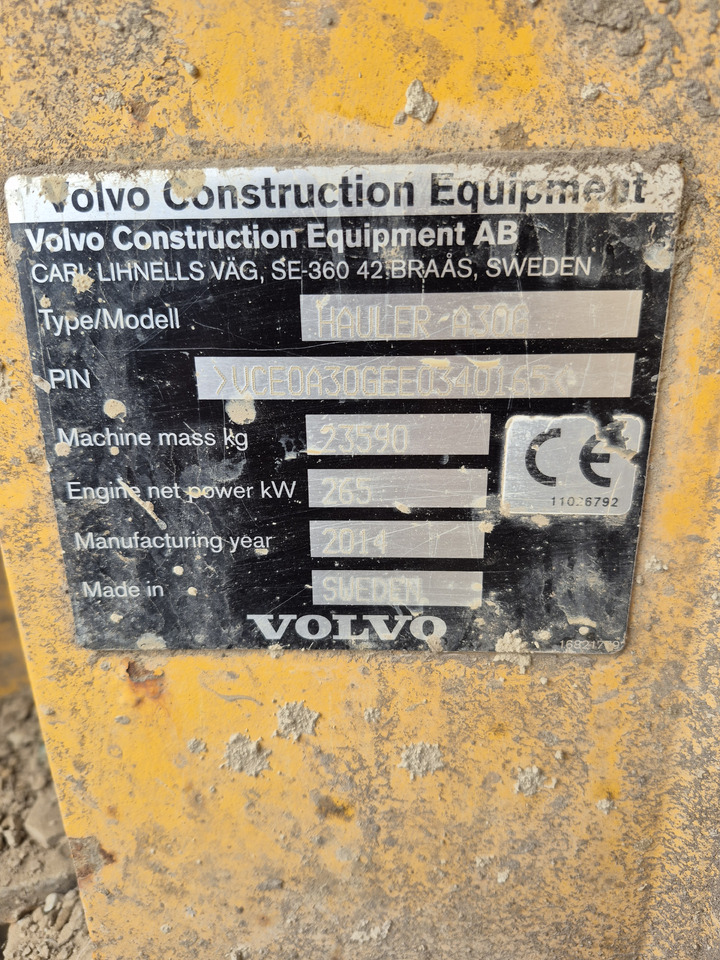 Volvo Construction Equipment
Volvo Construction Equipment AB
CARL LIHNELLS VÄG, SE-360 42 BRAÅS, SWEDEN
Type/Modell HAULER A30G
PIN >VCE0A30GEE0340165<
Machine mass kg 23590
CE
Engine net power kW 265
11026792
Manufacturing year 2014
Made in SWEDEN
VOLVO